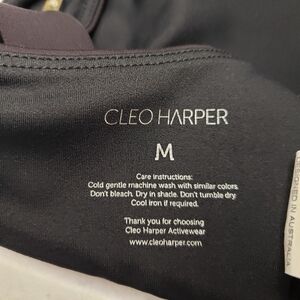 CLEO HARPER
M
Care instructions:
Cold gentle machine wash with similar colors.
Don't bleach. Dry in shade. Don't tumble dry.
Cool iron if required.
Thank you for choosing
Cleo Harper Activewear
www.cleoharper.com
DESIGNED IN AUSTRALIA